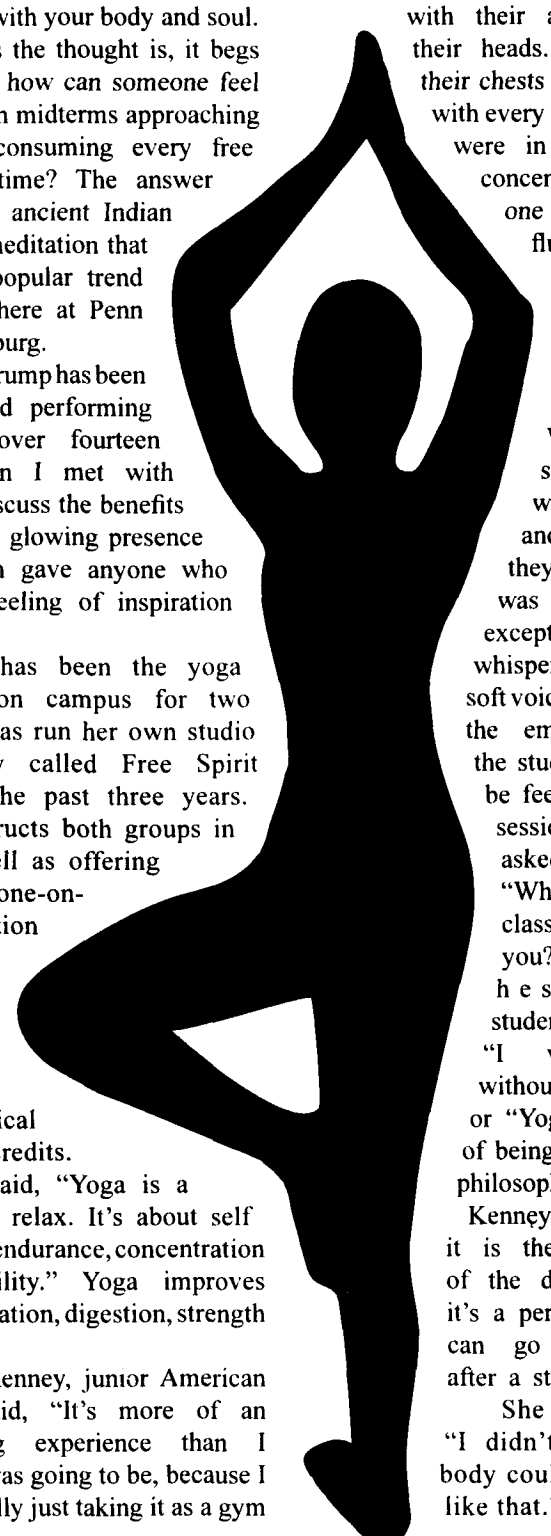 with your body and soul.
s the thought is, it begs
how can someone feel
n midterms approaching
consuming every free
time? The answer
ancient Indian
meditation that
popular trend
here at Penn
burg.
rump has been
d performing
over fourteen
n I met with
scuss the benefits
glowing presence
n gave anyone who
eeling of inspiration
has been the yoga
on campus for two
as run her own studio
y called Free Spirit
he past three years.
ructs both groups in
ell as offering
one-on-
tion
ical
redits.
aid, “Yoga is a
relax. It's about self
endurance, concentration
ility.” Yoga improves
ation, digestion, strength
enney, junior American
id, “It's more of an
g experience than I
was going to be, because I
lly just taking it as a gym
with their a
their heads.
their chests
with every
were in
concer
one
flu
w
s
w
and
they
was
except
whisper
soft voic
the em
the stu
be fee
sessio
aske
“Wh
class
you?
h e s
studen
“I v
withou
or “Yog
of being
philosoph
Kenney
it is the
of the d
it's a per
can go
after a st
She
“I didn't
body coul
like that.”